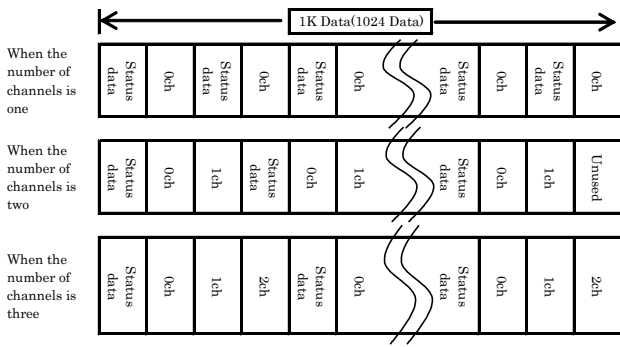 1K Data(1024 Data)
When the
number of
channels is
one
Status
data
0ch
Status
data
0ch
Status
data
0ch
Status
data
0ch
Status
data
0ch
When the
number of
channels is
two
Status
data
0ch
1ch
Status
data
0ch
1ch
Status
data
0ch
1ch
Unused
When the
number of
channels is
three
Status
data
0ch
1ch
2ch
Status
data
0ch
Status
data
0ch
1ch
2ch